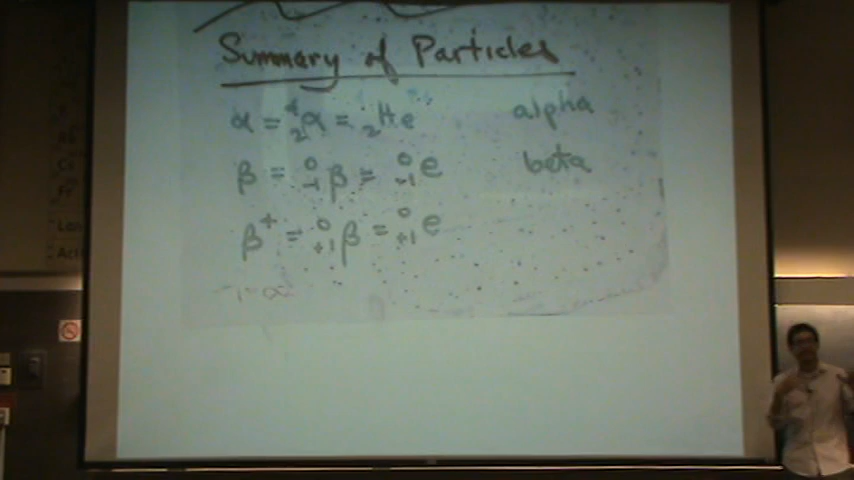 Summary of Particles
α = ⁴₂α = ₂He alpha
β = ⁰₋₁β = ⁰₋₁e beta
β⁺ = ⁰₊₁β = ⁰₊₁e